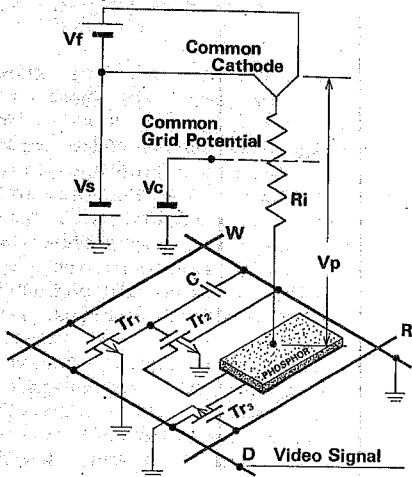 Vf
Common
Cathode
Common
Grid Potential
Vs
Vc
Ri
Vp
W
C
Tr1
Tr2
R
PHOSPHOR
Tr3
D
Video Signal